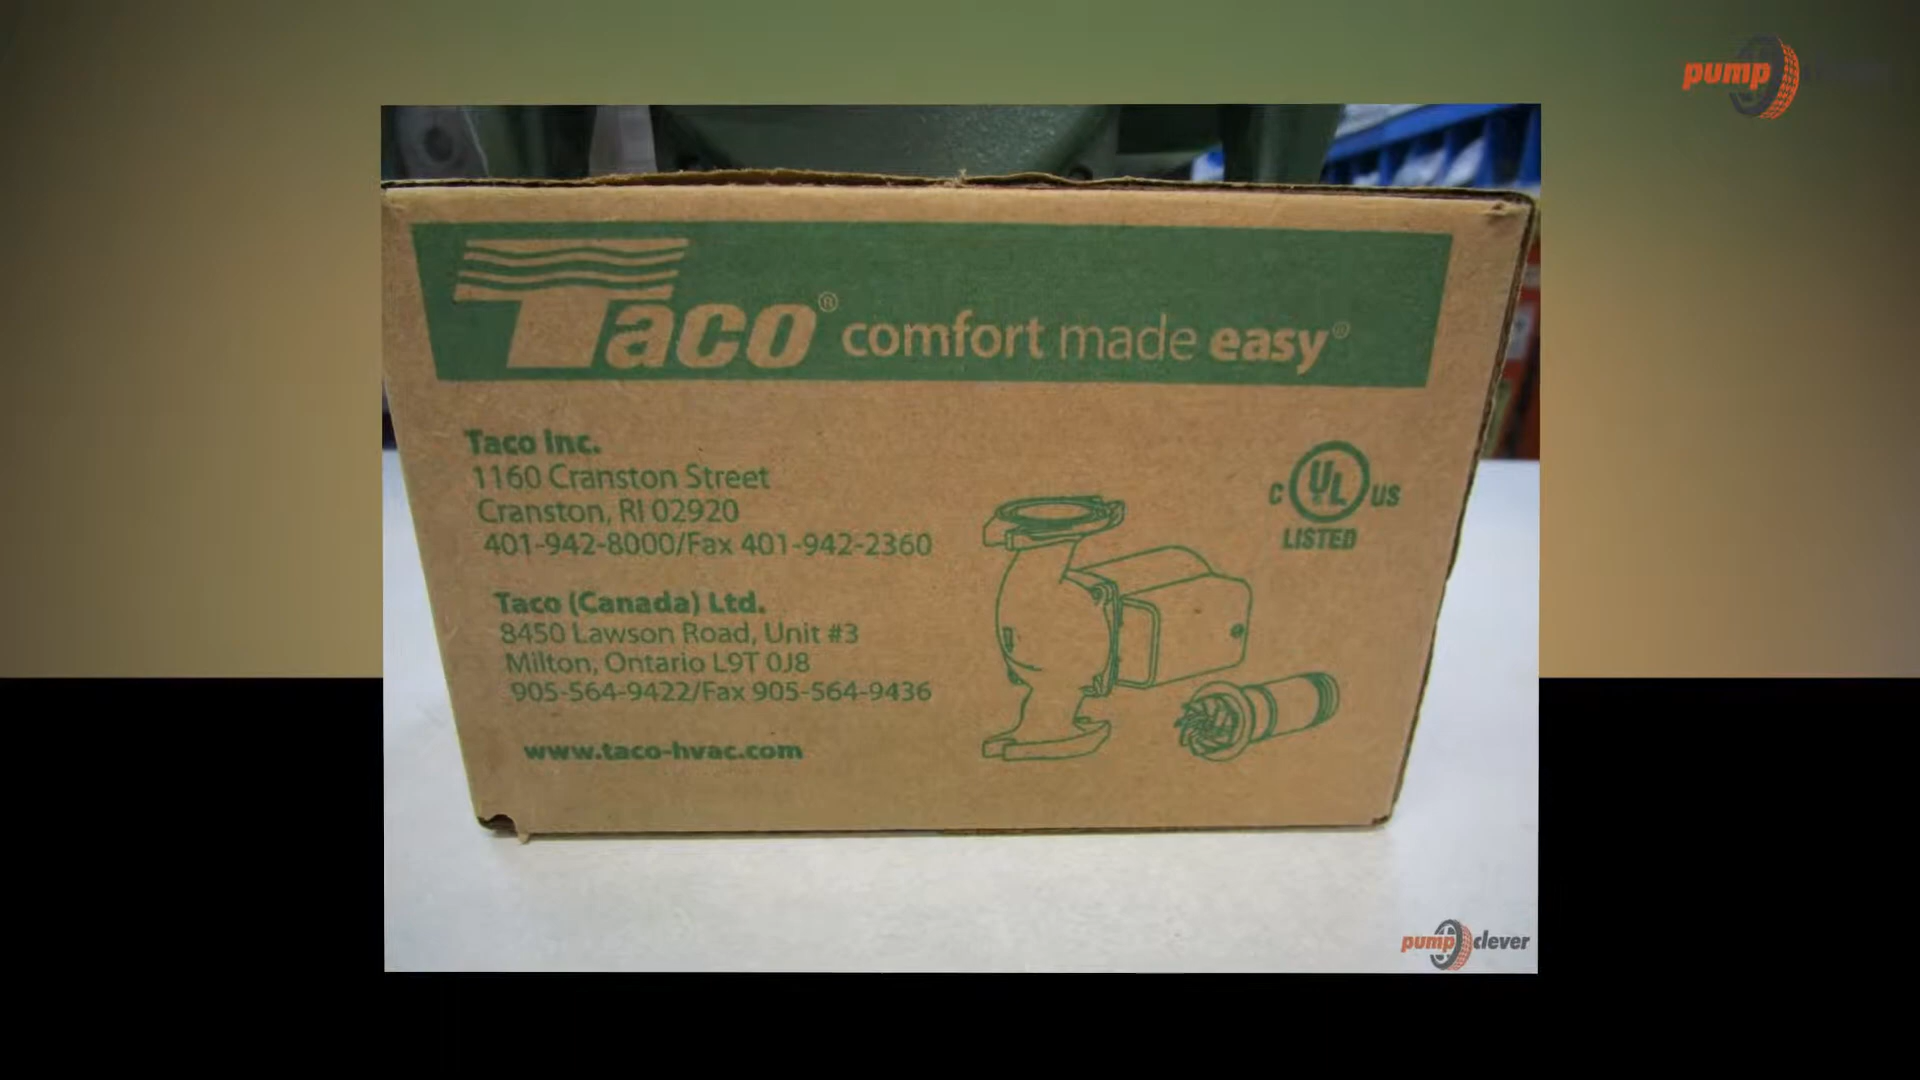 pump
Taco® comfort made easy®
Taco Inc.
1160 Cranston Street
Cranston, RI 02920
401-942-8000/Fax 401-942-2360
C UL US
LISTED
Taco (Canada) Ltd.
8450 Lawson Road, Unit #3
Milton, Ontario L9T 0J8
905-564-9422/Fax 905-564-9436
www.taco-hvac.com
pump clever